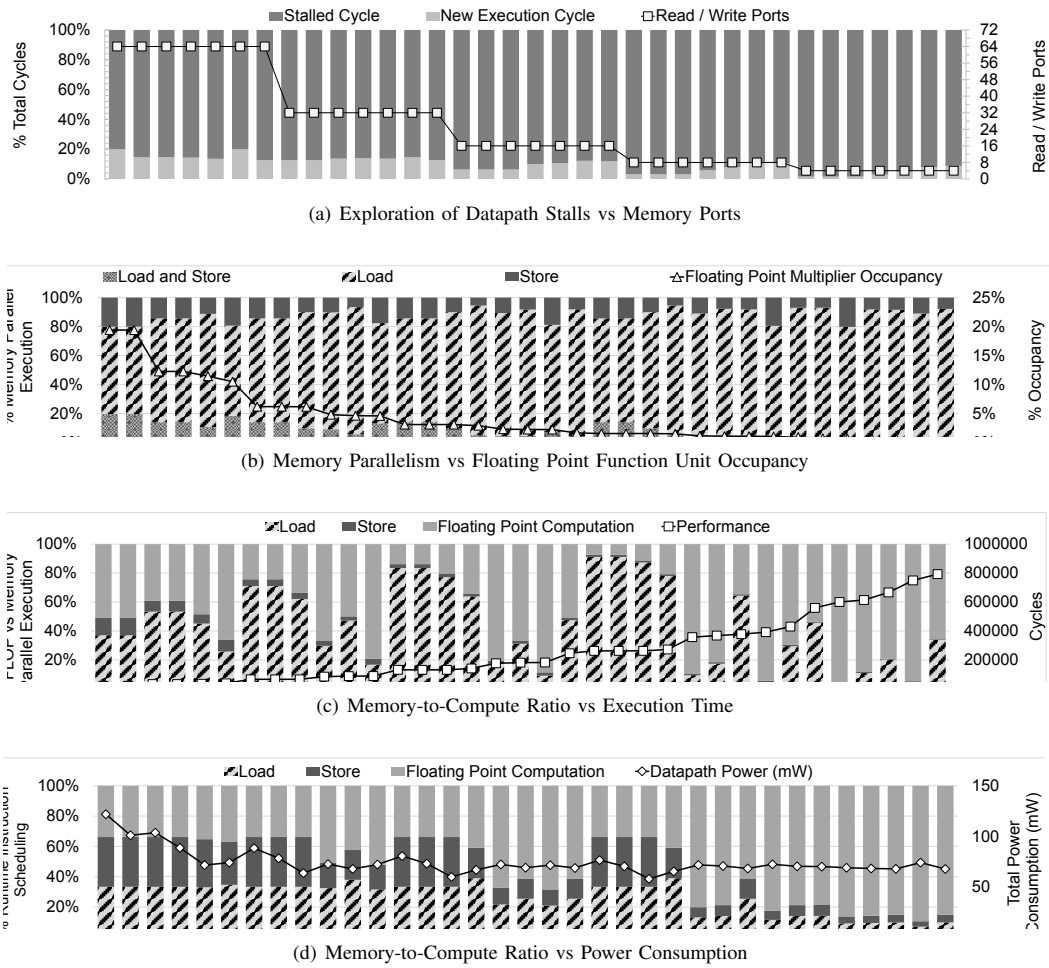 Stalled Cycle New Execution Cycle Read / Write Ports
100%
80%
60%
40%
20%
0%
% Total Cycles
72
64
56
48
40
32
24
16
8
0
Read / Write Ports
(a) Exploration of Datapath Stalls vs Memory Ports
Load and Store Load Store Floating Point Multiplier Occupancy
100%
80%
60%
40%
20%
% Memory Parallel
Execution
25%
20%
15%
10%
5%
% Occupancy
(b) Memory Parallelism vs Floating Point Function Unit Occupancy
Load Store Floating Point Computation Performance
100%
80%
60%
40%
20%
vs Memory
Parallel Execution
1000000
800000
600000
400000
200000
Cycles
(c) Memory-to-Compute Ratio vs Execution Time
Load Store Floating Point Computation Datapath Power (mW)
100%
80%
60%
40%
20%
% Runtime Instruction
Scheduling
150
100
50
Total Power
Consumption (mW)
(d) Memory-to-Compute Ratio vs Power Consumption